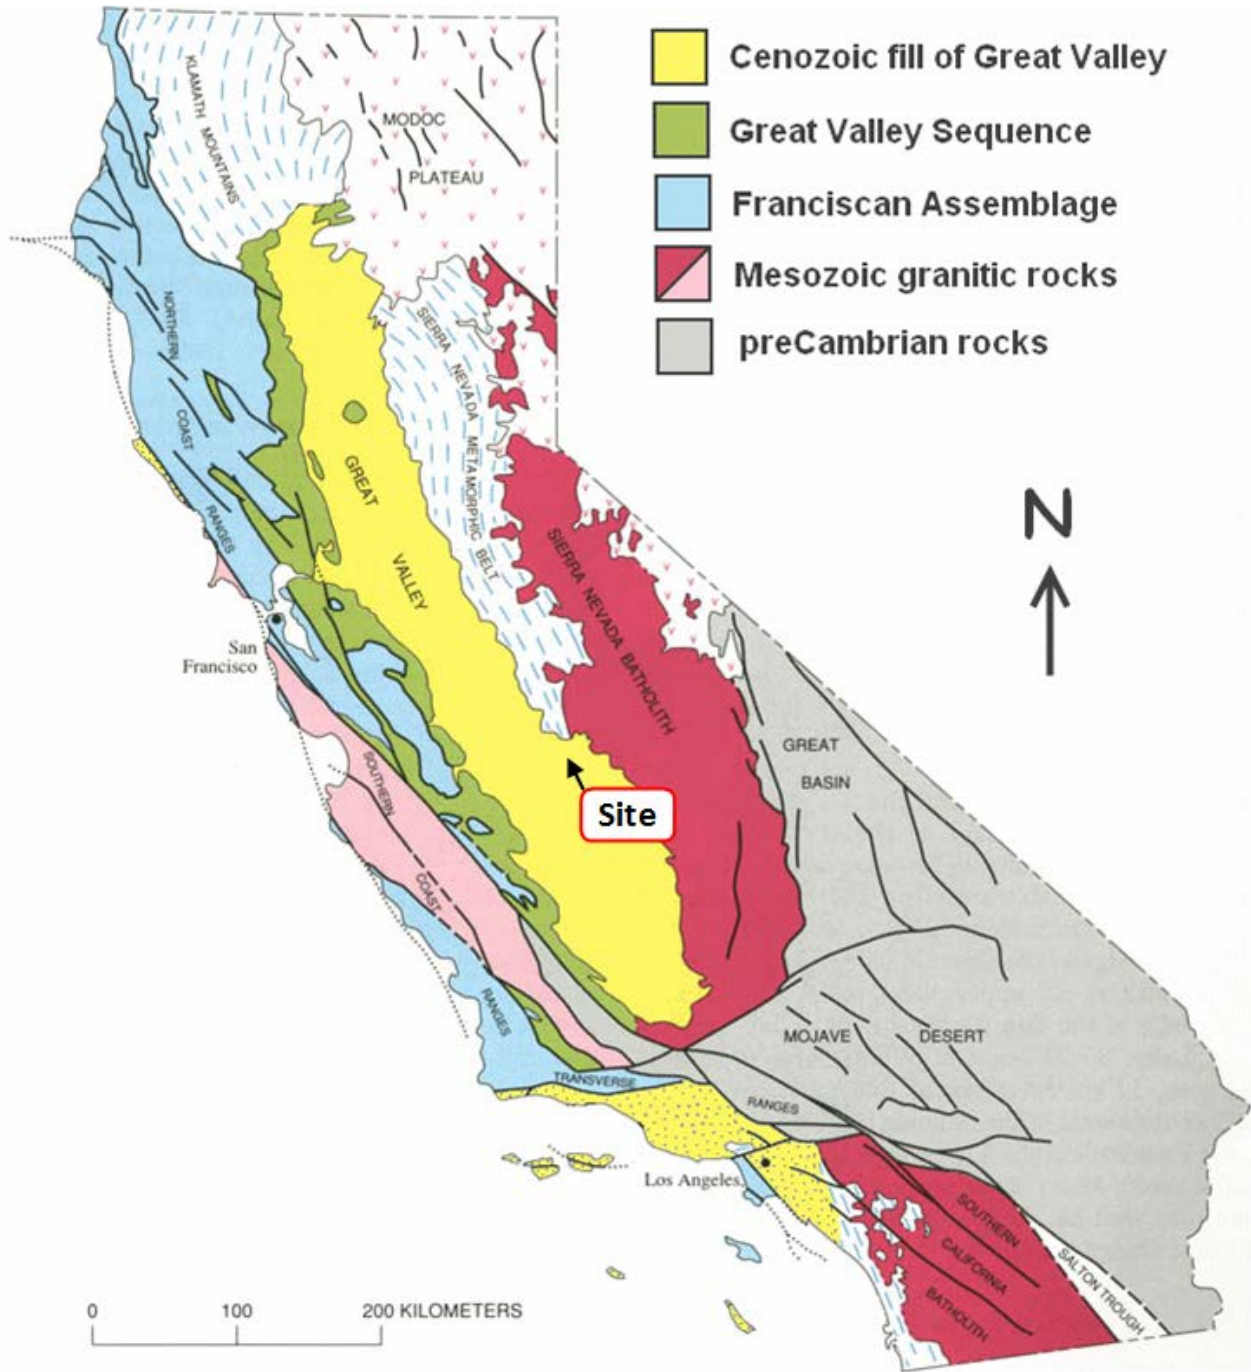 Cenozoic fill of Great Valley
Great Valley Sequence
Franciscan Assemblage
Mesozoic granitic rocks
preCambrian rocks
KLAMATH MOUNTAINS
MODOC
PLATEAU
NORTHERN
COAST
RANGES
GREAT
VALLEY
SIERRA NEVADA METAMORPHIC BELT
SIERRA NEVADA BATHOLITH
N
San
Francisco
SOUTHERN
COAST
RANGES
GREAT
BASIN
Site
MOJAVE DESERT
TRANSVERSE
RANGES
Los Angeles
SOUTHERN
CALIFORNIA
BATHOLITH
SALTON TROUGH
0 100 200 KILOMETERS